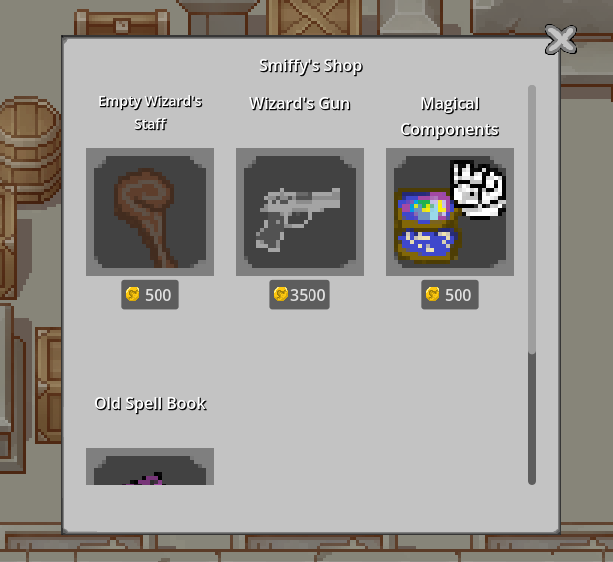 Smiffy's Shop
Empty Wizard's
Staff
Wizard's Gun
Magical
Components
500
3500
500
Old Spell Book